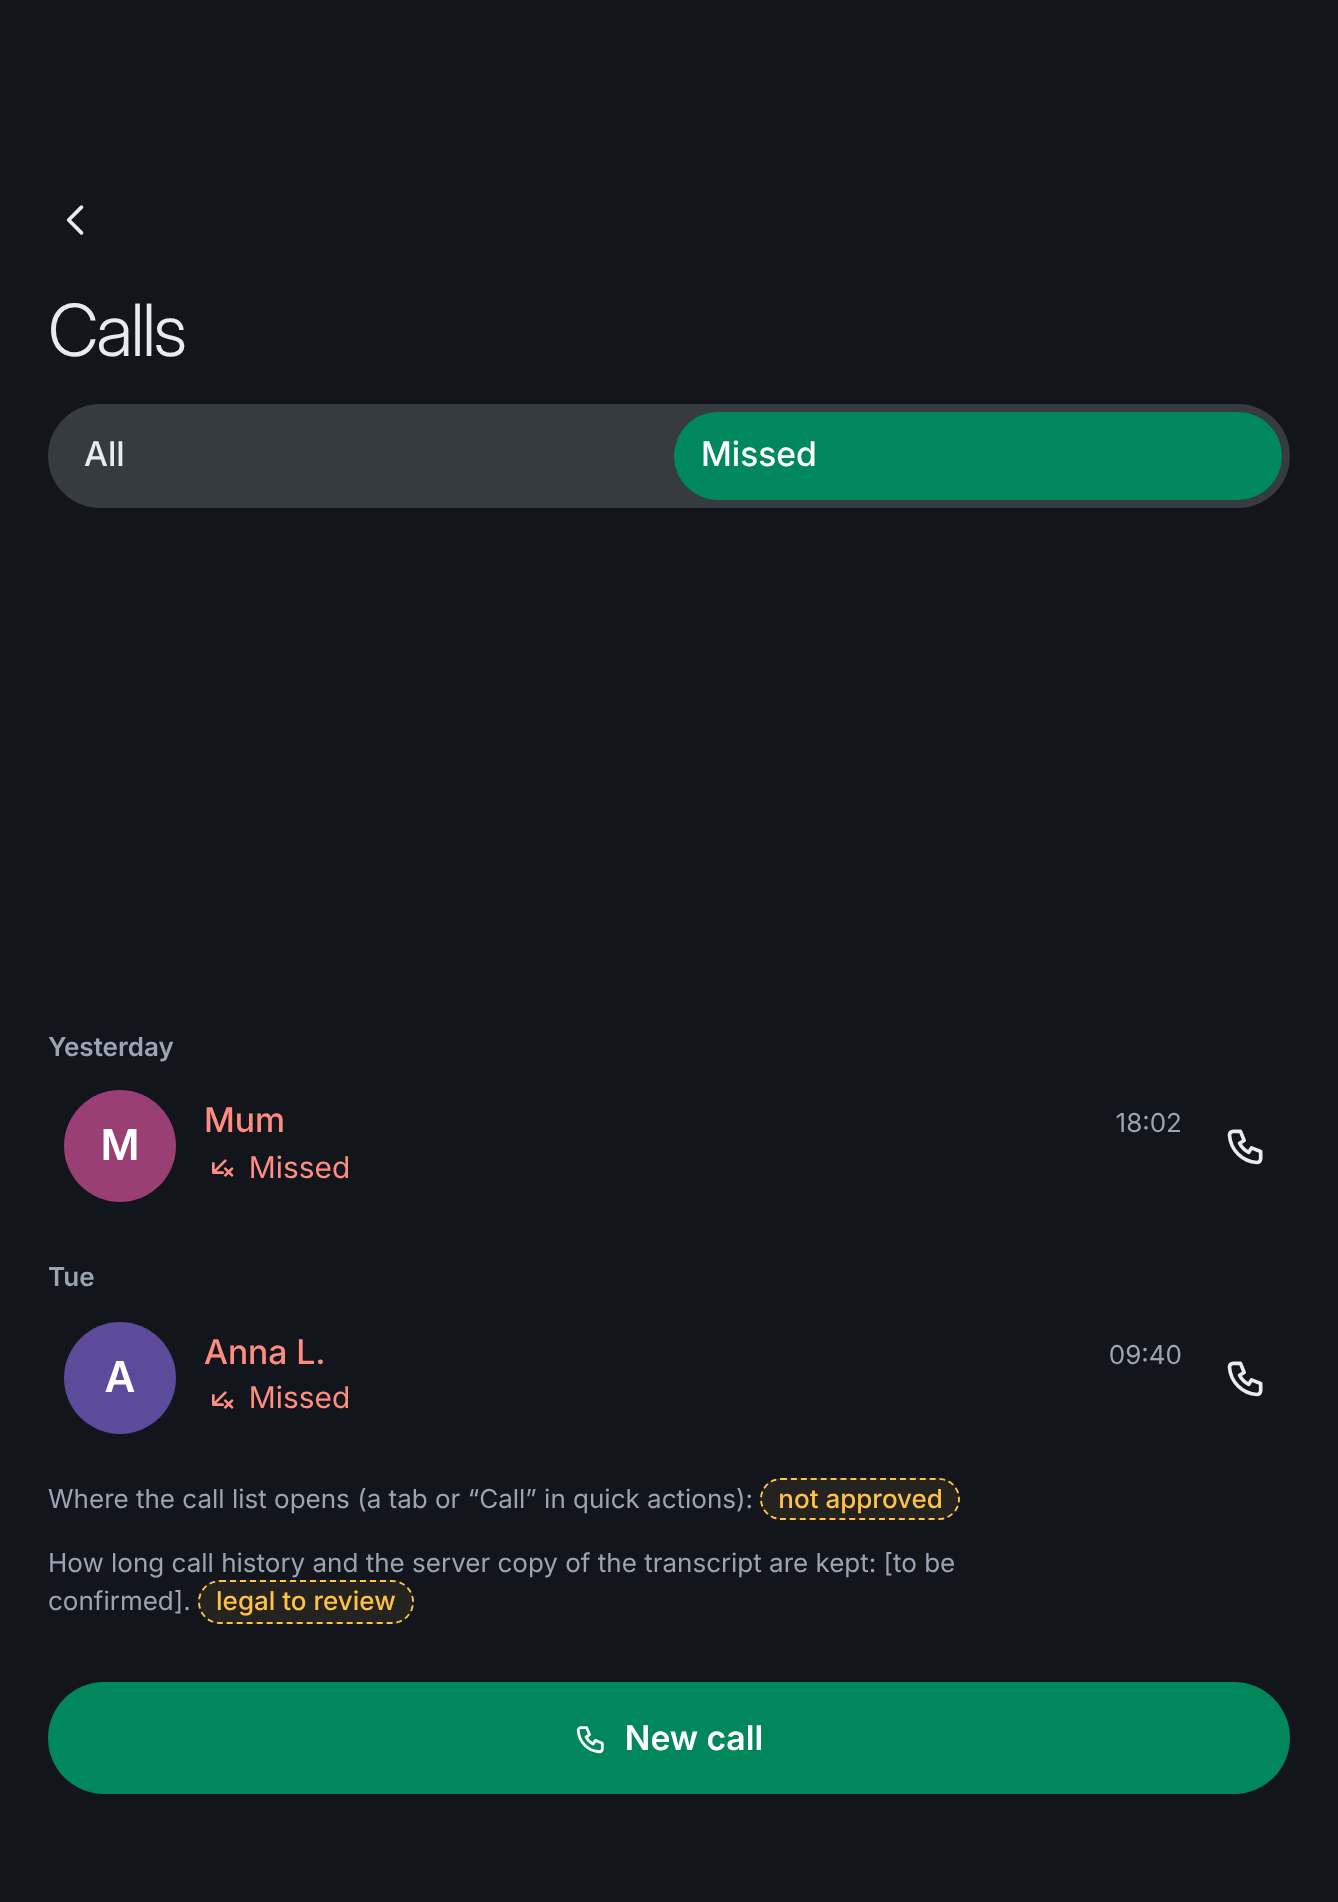 Calls
All
Missed
Yesterday
M
Mum
18:02
Missed
Tue
A
Anna L.
09:40
Missed
Where the call list opens (a tab or “Call” in quick actions): not approved
How long call history and the server copy of the transcript are kept: [to be
confirmed]. legal to review
New call